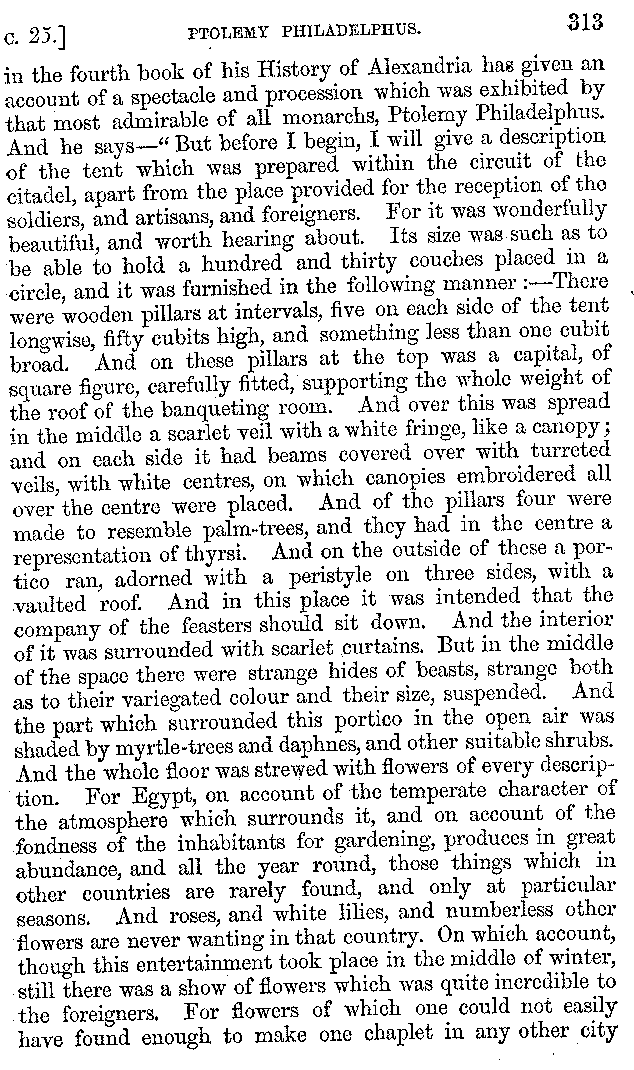 c. 25.] PTOLEMY PHILADELPHUS. 313
in the fourth book of his History of Alexandria has given an
account of a spectacle and procession which was exhibited by
that most admirable of all monarchs, Ptolemy Philadelphus.
And he says—“ But before I begin, I will give a description
of the tent which was prepared within the circuit of the
citadel, apart from the place provided for the reception of the
soldiers, and artisans, and foreigners. For it was wonderfully
beautiful, and worth hearing about. Its size was such as to
be able to hold a hundred and thirty couches placed in a
circle, and it was furnished in the following manner :—There
were wooden pillars at intervals, five on each side of the tent
longwise, fifty cubits high, and something less than one cubit
broad. And on these pillars at the top was a capital, of
square figure, carefully fitted, supporting the whole weight of
the roof of the banqueting room. And over this was spread
in the middle a scarlet veil with a white fringe, like a canopy ;
and on each side it had beams covered over with turreted
veils, with white centres, on which canopies embroidered all
over the centre were placed. And of the pillars four were
made to resemble palm-trees, and they had in the centre a
representation of thyrsi. And on the outside of these a por-
tico ran, adorned with a peristyle on three sides, with a
vaulted roof. And in this place it was intended that the
company of the feasters should sit down. And the interior
of it was surrounded with scarlet curtains. But in the middle
of the space there were strange hides of beasts, strange both
as to their variegated colour and their size, suspended. And
the part which surrounded this portico in the open air was
shaded by myrtle-trees and daphnes, and other suitable shrubs.
And the whole floor was strewed with flowers of every descrip-
tion. For Egypt, on account of the temperate character of
the atmosphere which surrounds it, and on account of the
fondness of the inhabitants for gardening, produces in great
abundance, and all the year round, those things which in
other countries are rarely found, and only at particular
seasons. And roses, and white lilies, and numberless other
flowers are never wanting in that country. On which account,
though this entertainment took place in the middle of winter,
still there was a show of flowers which was quite incredible to
the foreigners. For flowers of which one could not easily
have found enough to make one chaplet in any other city